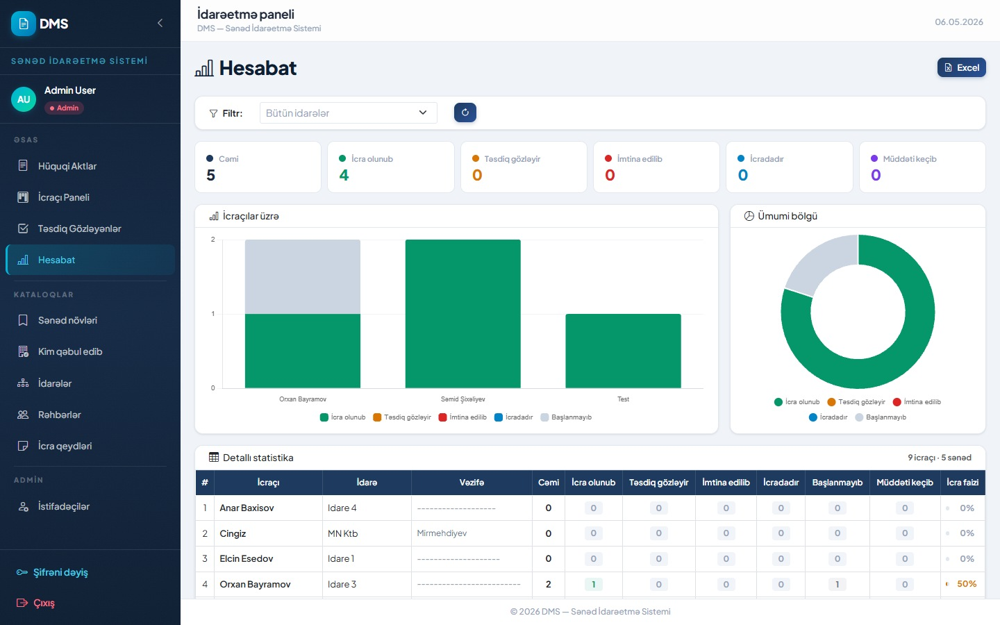 DMS
SƏNƏD İDARƏETMƏ SİSTEMİ
AU
Admin User
Admin
ƏSAS
Hüquqi Aktlar
İcraçı Paneli
Təsdiq Gözləyənlər
Hesabat
KATALOQLAR
Sənəd növləri
Kim qəbul edib
İdarələr
Rəhbərlər
İcra qeydləri
ADMİN
İstifadəçilər
Şifrəni dəyiş
Çıxış
İdarəetmə paneli
DMS — Sənəd İdarəetmə Sistemi
06.05.2026
Hesabat
Excel
Filtr:
Bütün idarələr
Cəmi
5
İcra olunub
4
Təsdiq gözləyir
0
İmtina edilib
0
İcradadır
0
Müddəti keçib
0
İcraçılar üzrə
2
1
0
Orxan Bayramov Səmid Şixəliyev Test
İcra olunub Təsdiq gözləyir İmtina edilib İcradadır Başlanmayıb
Ümumi bölgü
İcra olunub Təsdiq gözləyir İmtina edilib
İcradadır Başlanmayıb
Detallı statistika
9 icraçı · 5 sənəd
# İcraçı İdarə Vəzifə Cəmi İcra olunub Təsdiq gözləyir İmtina edilib İcradadır Başlanmayıb Müddəti keçib İcra faizi
1 Anar Baxisov Idare 4 ------------------- 0 0 0 0 0 0 0 0%
2 Cingiz MN Ktb Mirmehdiyev 0 0 0 0 0 0 0 0%
3 Elcin Esedov Idare 1 -------------------- 0 0 0 0 0 0 0 0%
4 Orxan Bayramov Idare 3 ------------------------- 2 1 0 0 0 1 0 50%
© 2026 DMS — Sənəd İdarəetmə Sistemi